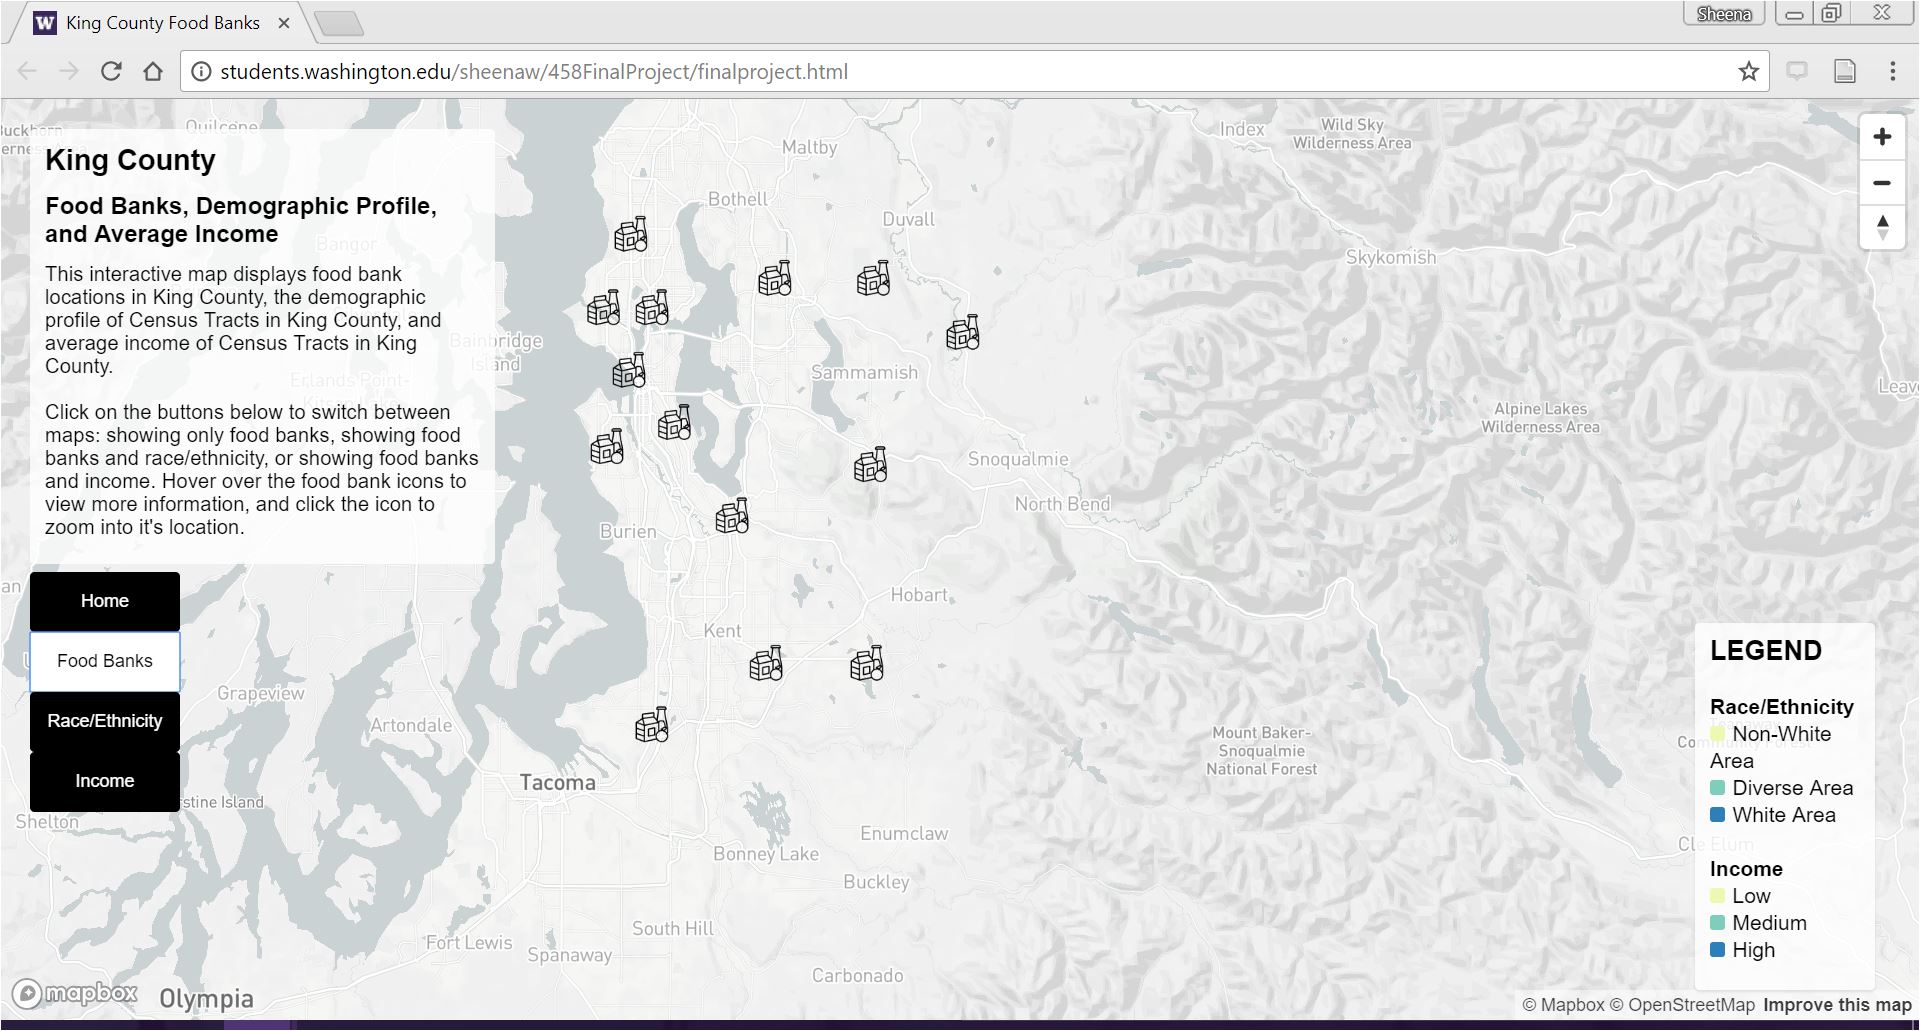 King County Food Banks
Sheena
students.washington.edu/sheenaw/458FinalProject/finalproject.html
King County
Food Banks, Demographic Profile,
and Average Income
This interactive map displays food bank
locations in King County, the demographic
profile of Census Tracts in King County, and
average income of Census Tracts in King
County.
Click on the buttons below to switch between
maps: showing only food banks, showing food
banks and race/ethnicity, or showing food banks
and income. Hover over the food bank icons to
view more information, and click the icon to
zoom into it's location.
Home
Food Banks
Race/Ethnicity
Income
Quilcene
Bangor
Bainbridge
Island
Erlands Point-
Maltby
Bothell
Duvall
Index
Wild Sky
Wilderness Area
Skykomish
Sammamish
Alpine Lakes
Wilderness Area
Snoqualmie
North Bend
Burien
Hobart
Kent
Grapeview
Artondale
Tacoma
Mount Baker-
Snoqualmie
National Forest
stine Island
Shelton
Enumclaw
Bonney Lake
Buckley
South Hill
Fort Lewis
Spanaway
Carbonado
Olympia
Cle Elum
mapbox
LEGEND
Race/Ethnicity
Non-White
Area
Diverse Area
White Area
Income
Low
Medium
High
© Mapbox © OpenStreetMap Improve this map